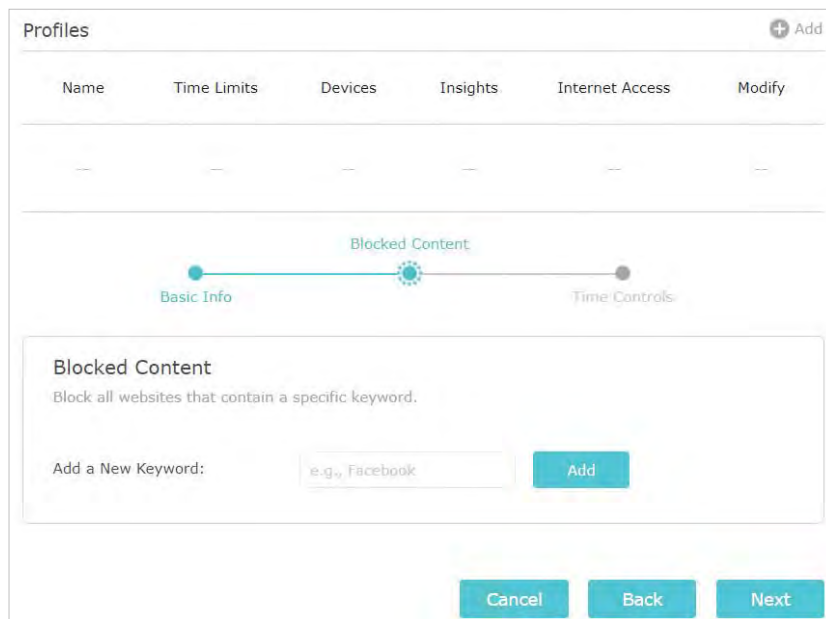 Profiles Add
Name Time Limits Devices Insights Internet Access Modify
-- -- -- -- -- --
Blocked Content
Basic Info Time Controls
Blocked Content
Block all websites that contain a specific keyword.
Add a New Keyword: e.g., Facebook Add
Cancel Back Next